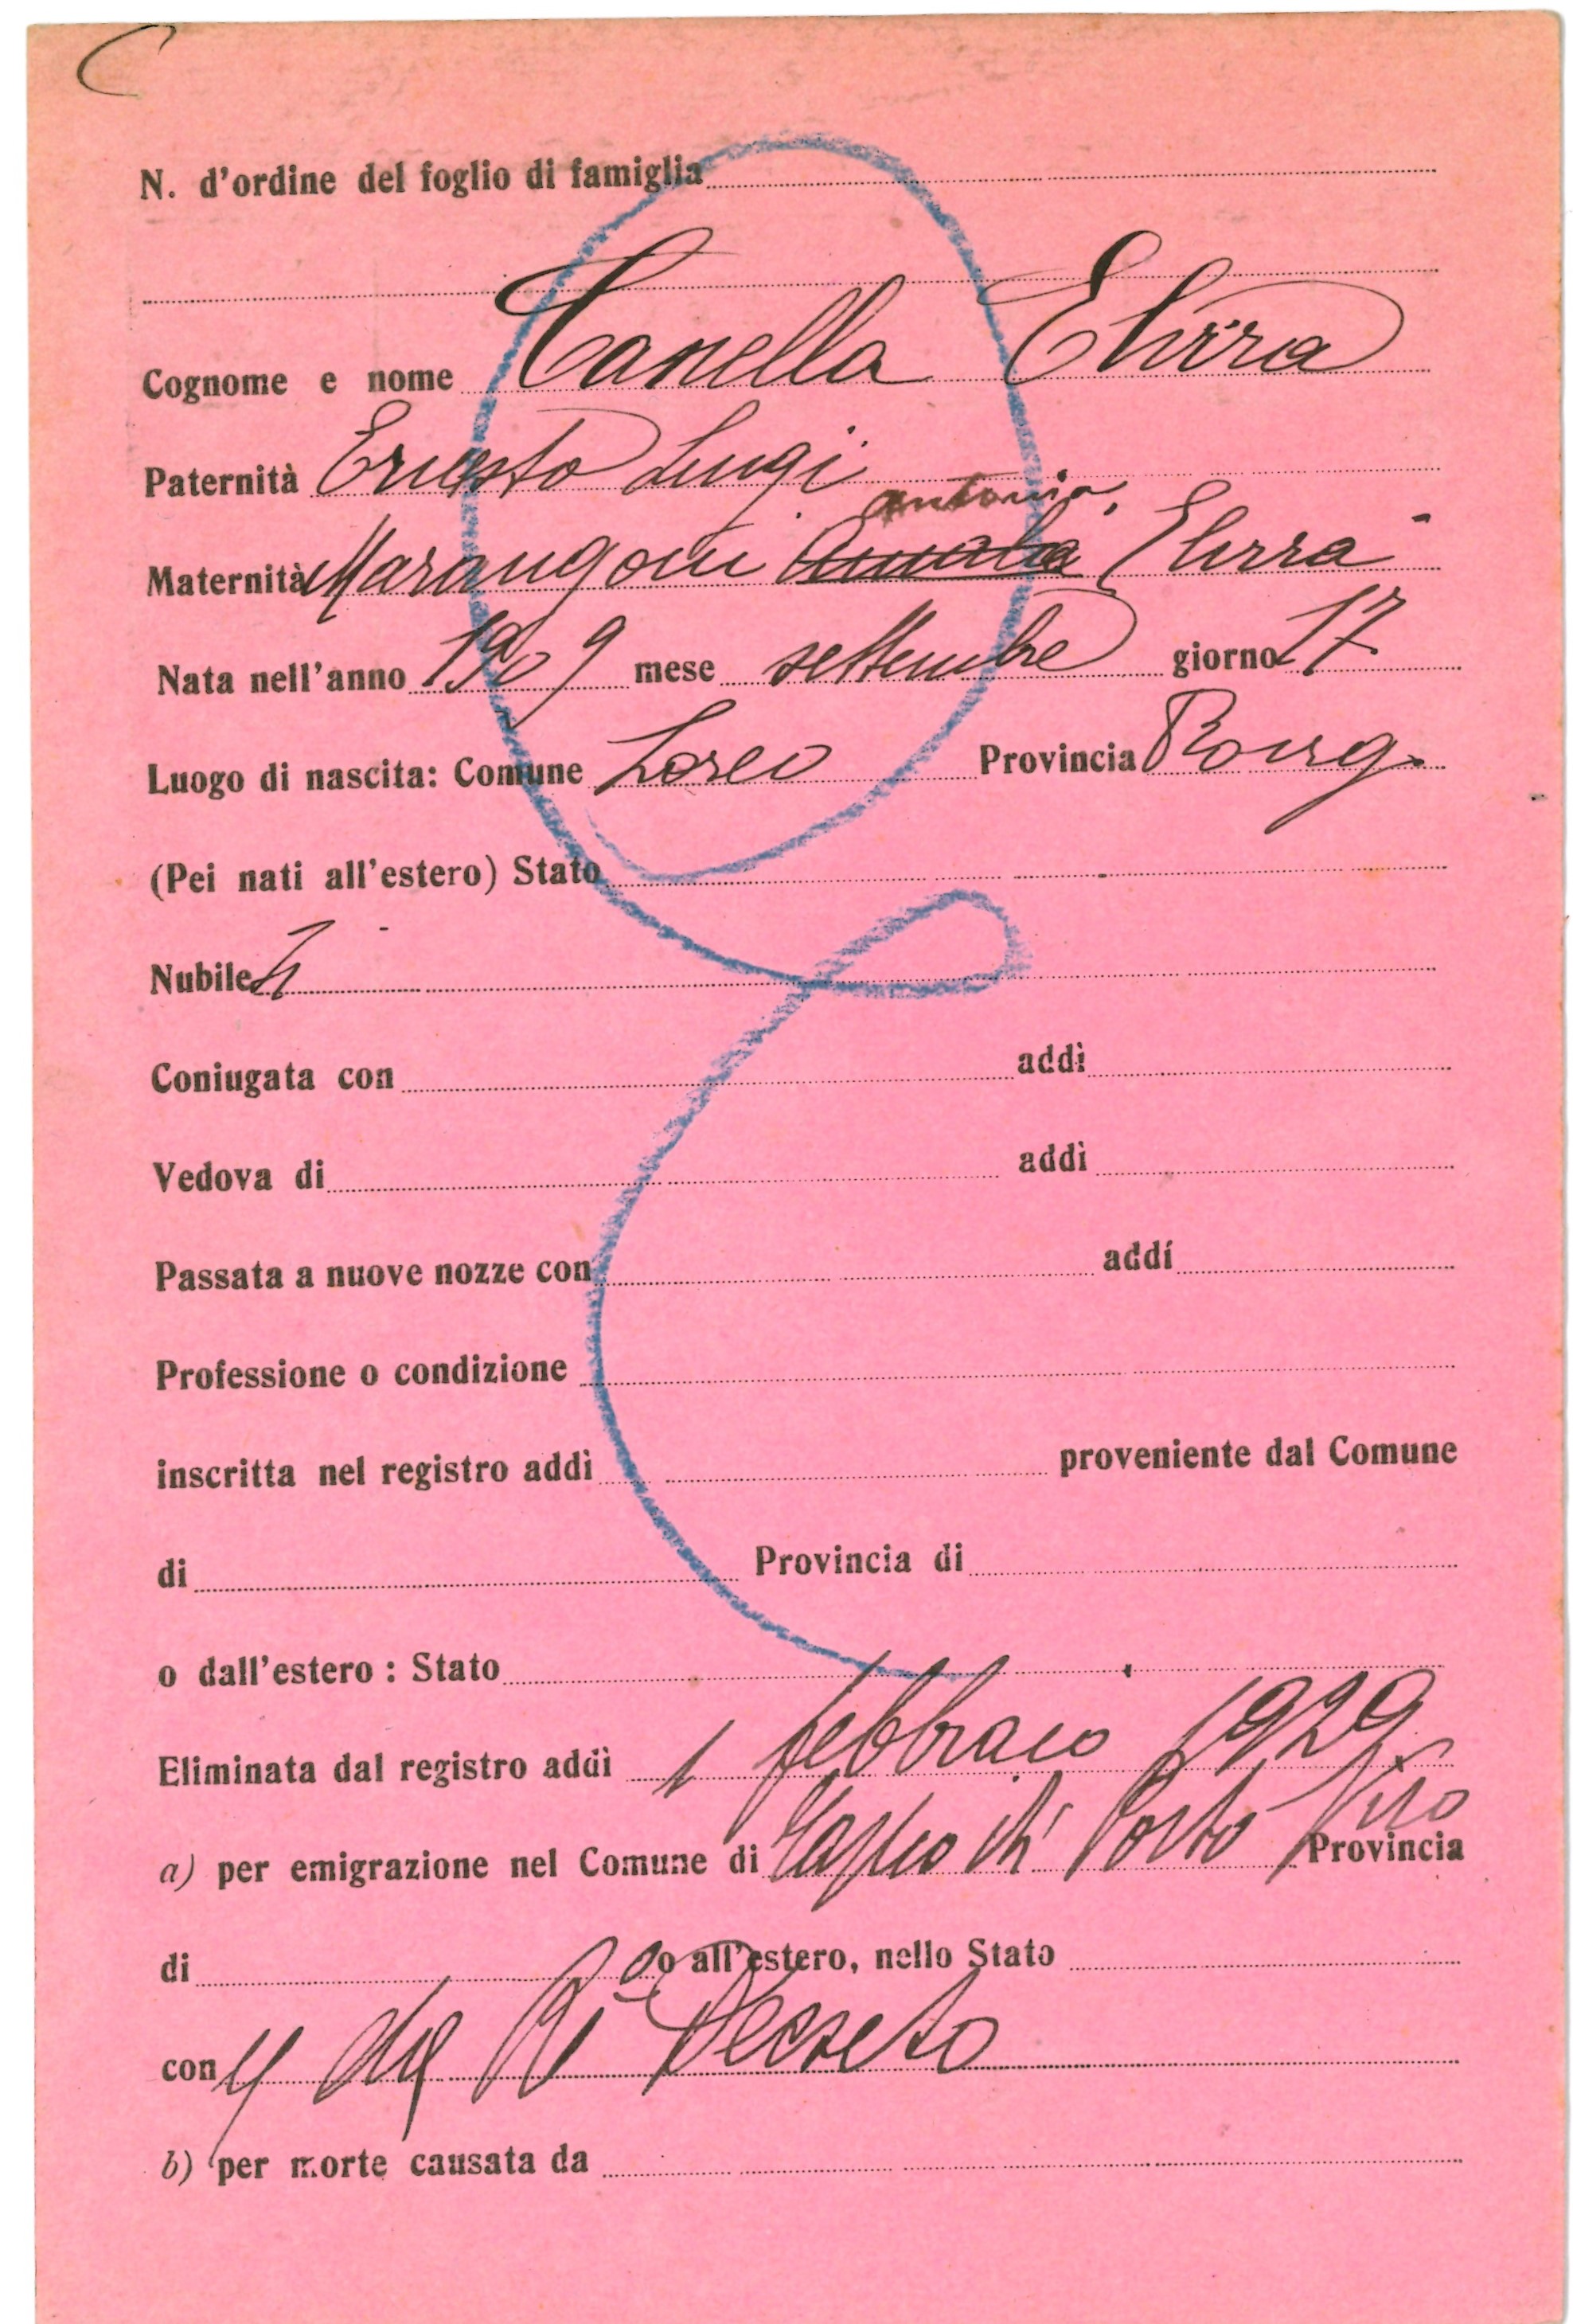 C
N. d'ordine del foglio di famiglia
Cognome e nome Canella Elvira
Paternità Ernesto Luigi
antonia
Maternità Marangoni Amalia Elvira
Nata nell'anno 1909 mese settembre giorno 17
Luogo di nascita: Comune Loreo Provincia Rovig.
(Pei nati all'estero) Stato
Nubile
Coniugata con addì
Vedova di addì
Passata a nuove nozze con addí
Professione o condizione
inscritta nel registro addì proveniente dal Comune
di Provincia di
o dall'estero : Stato
Eliminata dal registro addì 1 febbraio 1929
a) per emigrazione nel Comune di Taglio di Porto Viro Provincia
di o all'estero, nello Stato
con Decreto
b) per morte causata da